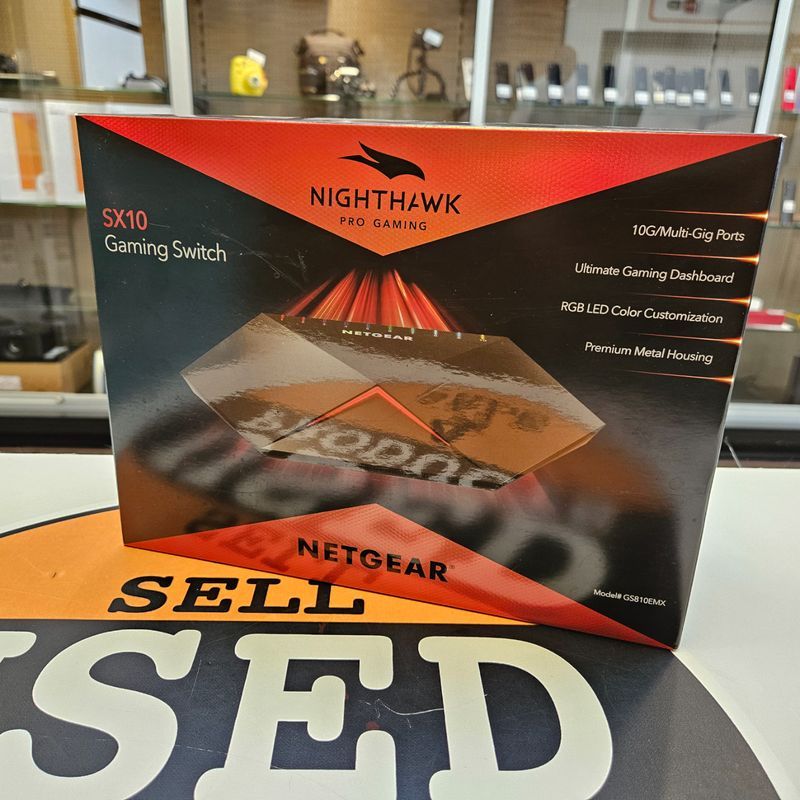 NIGHTHAWK
PRO GAMING
SX10
Gaming Switch
10G/Multi-Gig Ports
Ultimate Gaming Dashboard
RGB LED Color Customization
Premium Metal Housing
NETGEAR
NETGEAR
Model# GS810EMX
SELL
USED